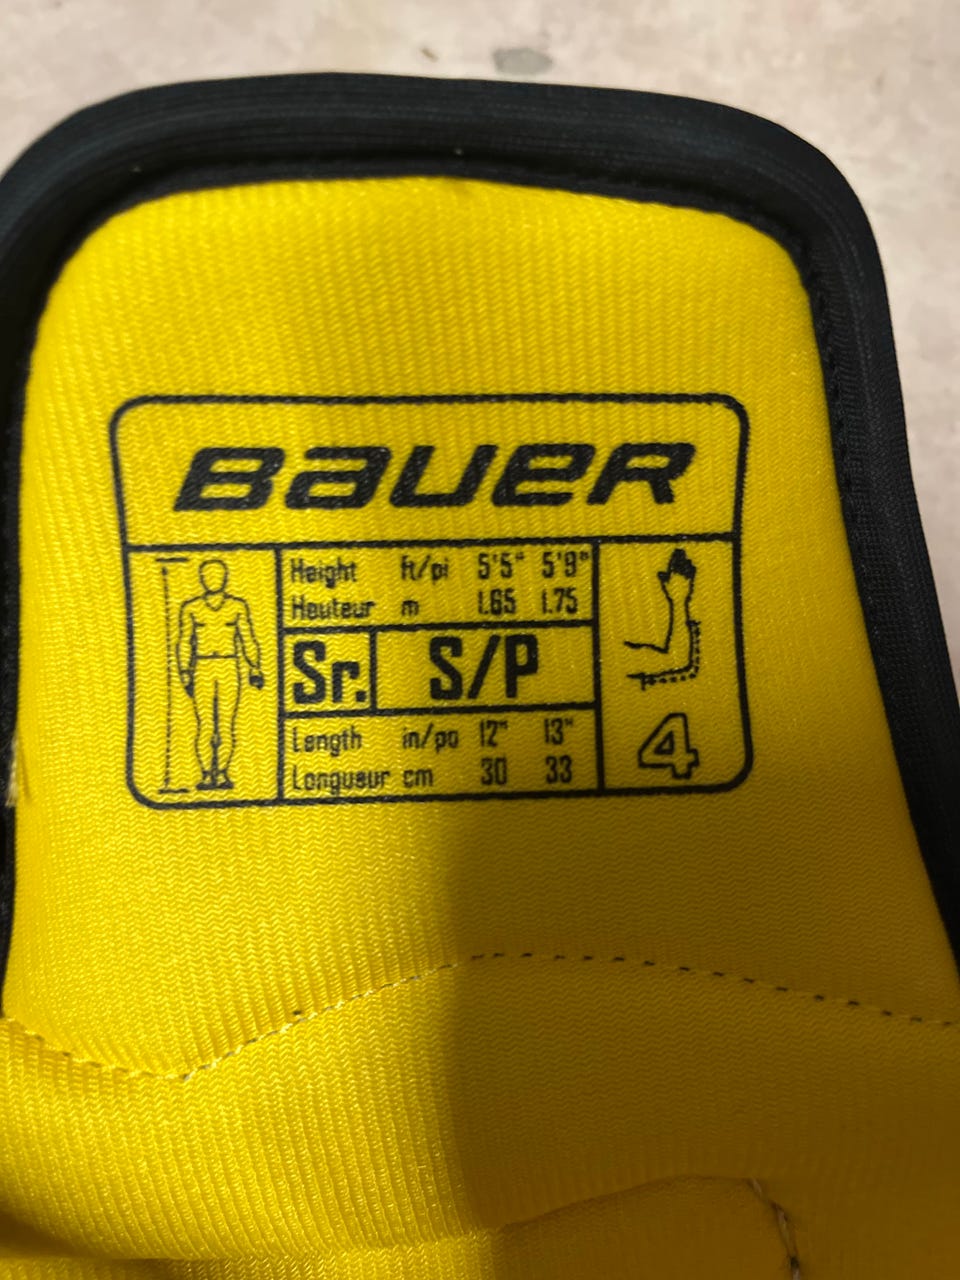 BAUER
Height ft/pi 5'5" 5'9"
Hauteur m 1.65 1.75
Sr. S/P
Length in/po 12" 13"
Longueur cm 30 33
4